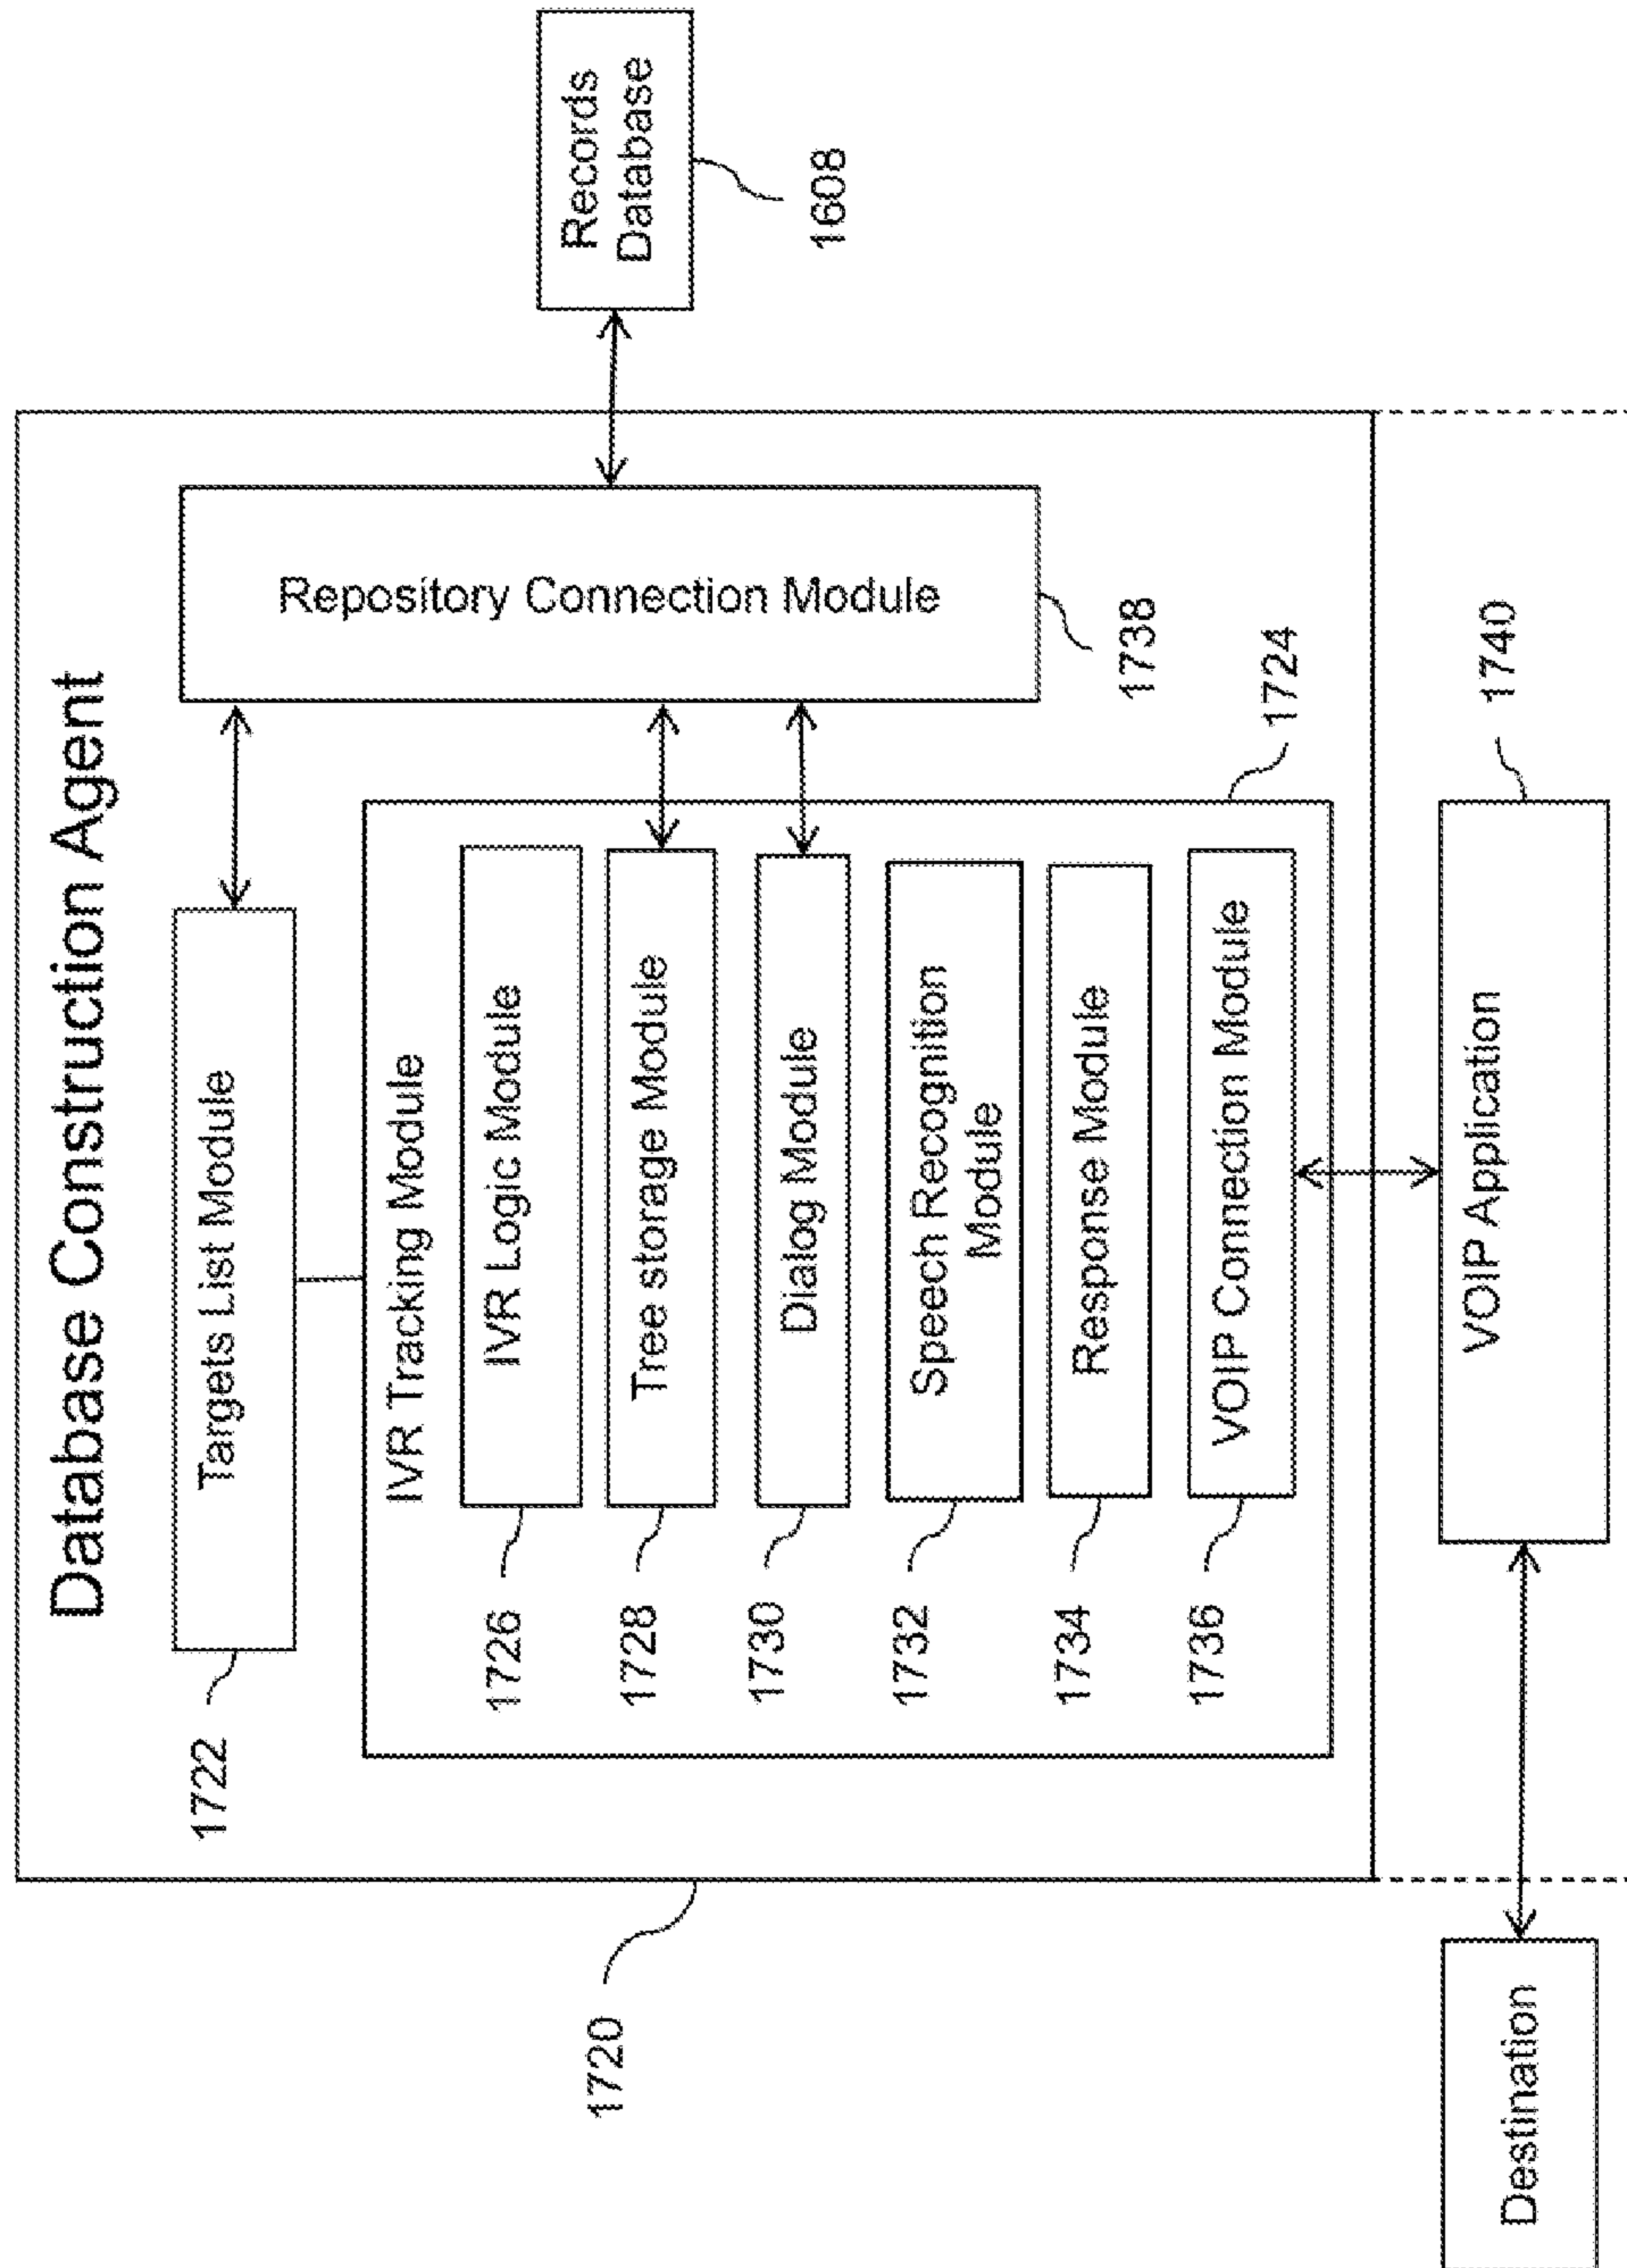 Database Construction Agent
1722
Targets List Module
IVR Tracking Module
1726
IVR Logic Module
1728
Tree storage Module
1730
Dialog Module
1732
Speech Recognition
Module
1734
Response Module
1736
VOIP Connection Module
1724
Repository Connection Module
1738
Records
Database
1608
1720
VOIP Application
1740
Destination